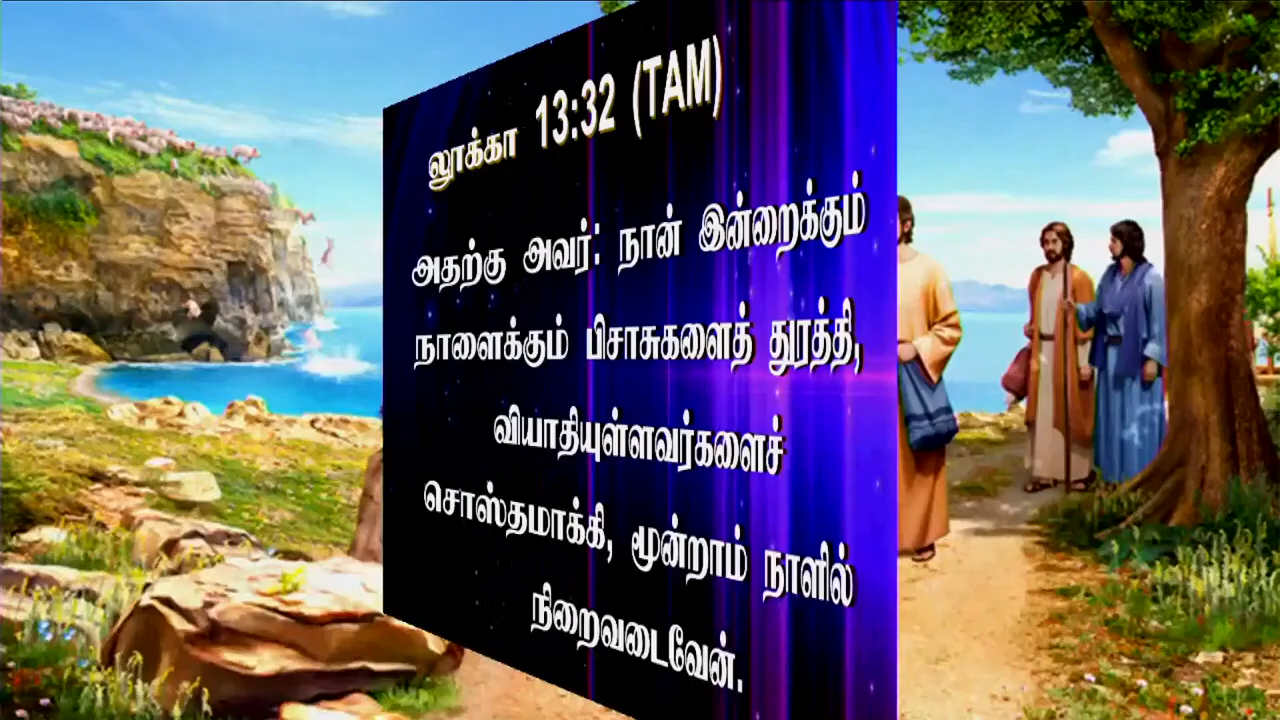 லூக்கா 13:32 (TAM)
அதற்கு அவர்: நான் இன்றைக்கும்
நாளைக்கும் பிசாசுகளைத் துரத்தி,
வியாதியுள்ளவர்களைச்
சொஸ்தமாக்கி, மூன்றாம் நாளில்
நிறைவடைவேன்.